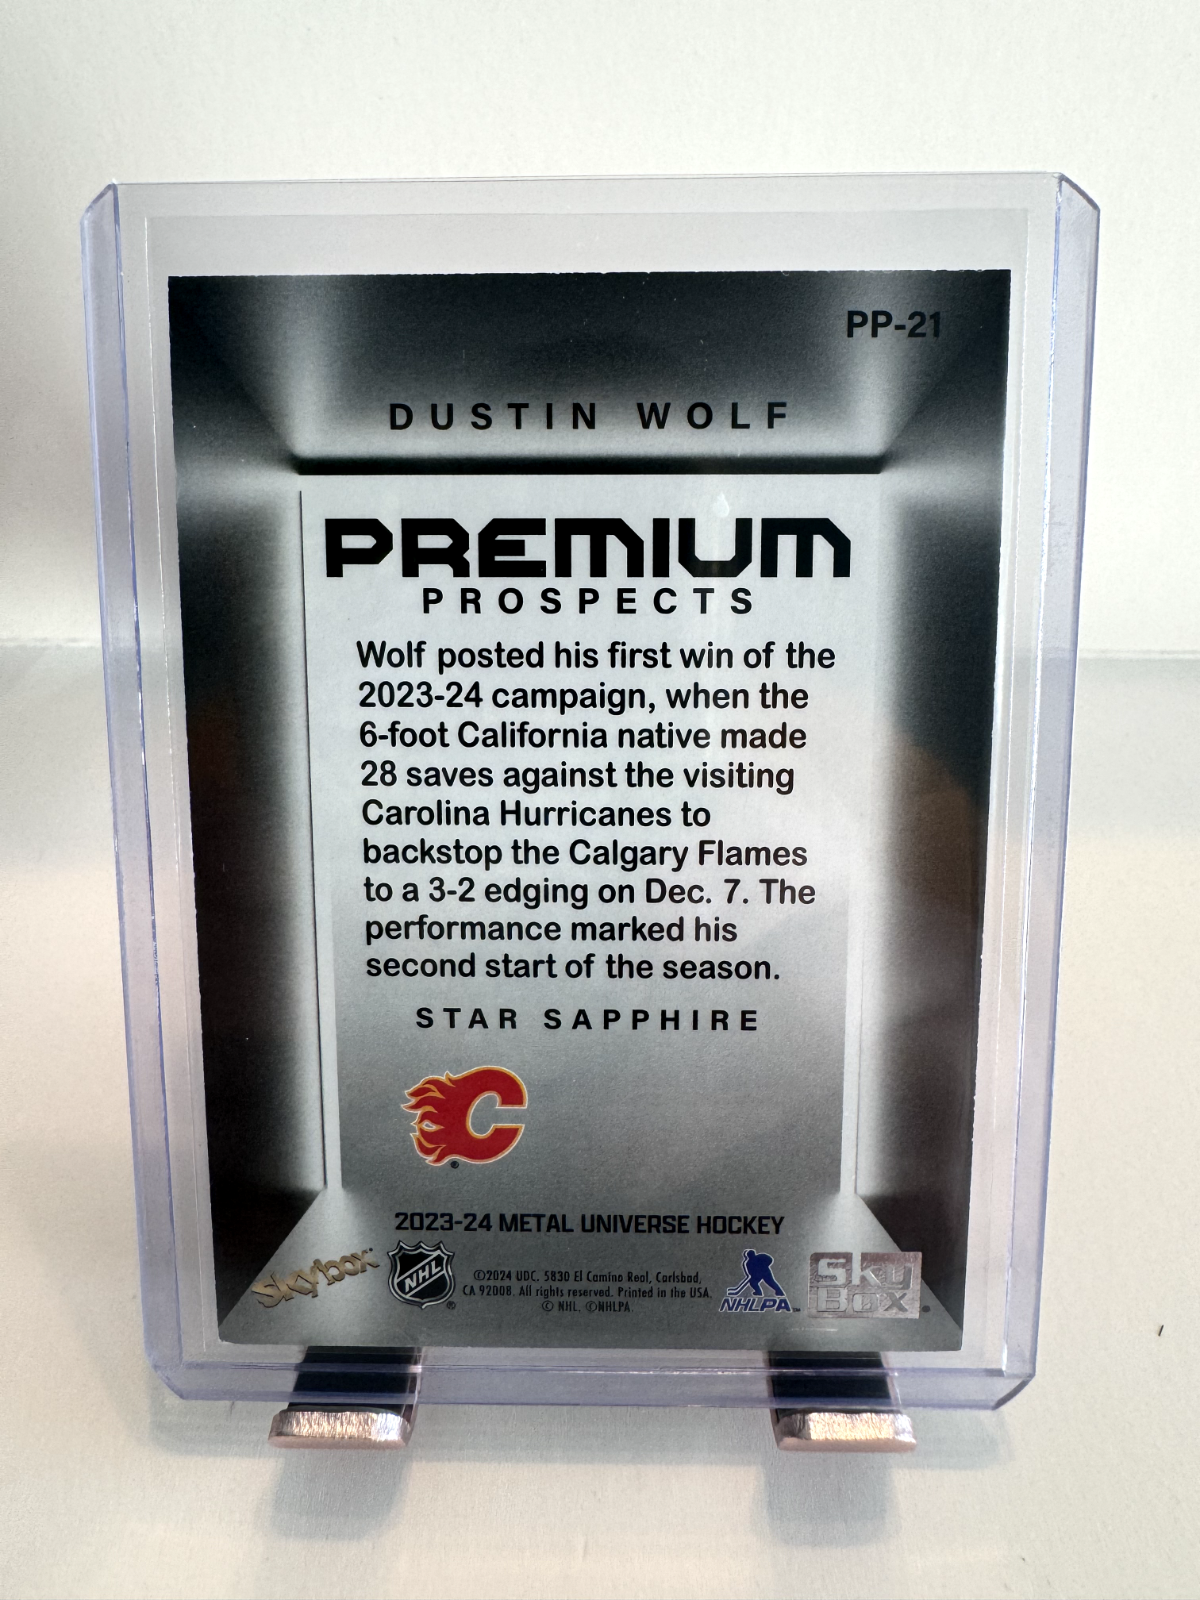 PP-21
DUSTIN WOLF
PREMIUM
PROSPECTS
Wolf posted his first win of the
2023-24 campaign, when the
6-foot California native made
28 saves against the visiting
Carolina Hurricanes to
backstop the Calgary Flames
to a 3-2 edging on Dec. 7. The
performance marked his
second start of the season.
STAR SAPPHIRE
C
®
2023-24 METAL UNIVERSE HOCKEY
Skybox
NHL ®
©2024 UDC. 5830 El Camino Real, Carlsbad,
CA 92008. All rights reserved. Printed in the USA.
© NHL. ©NHLPA
NHLPA™
Sky
Box